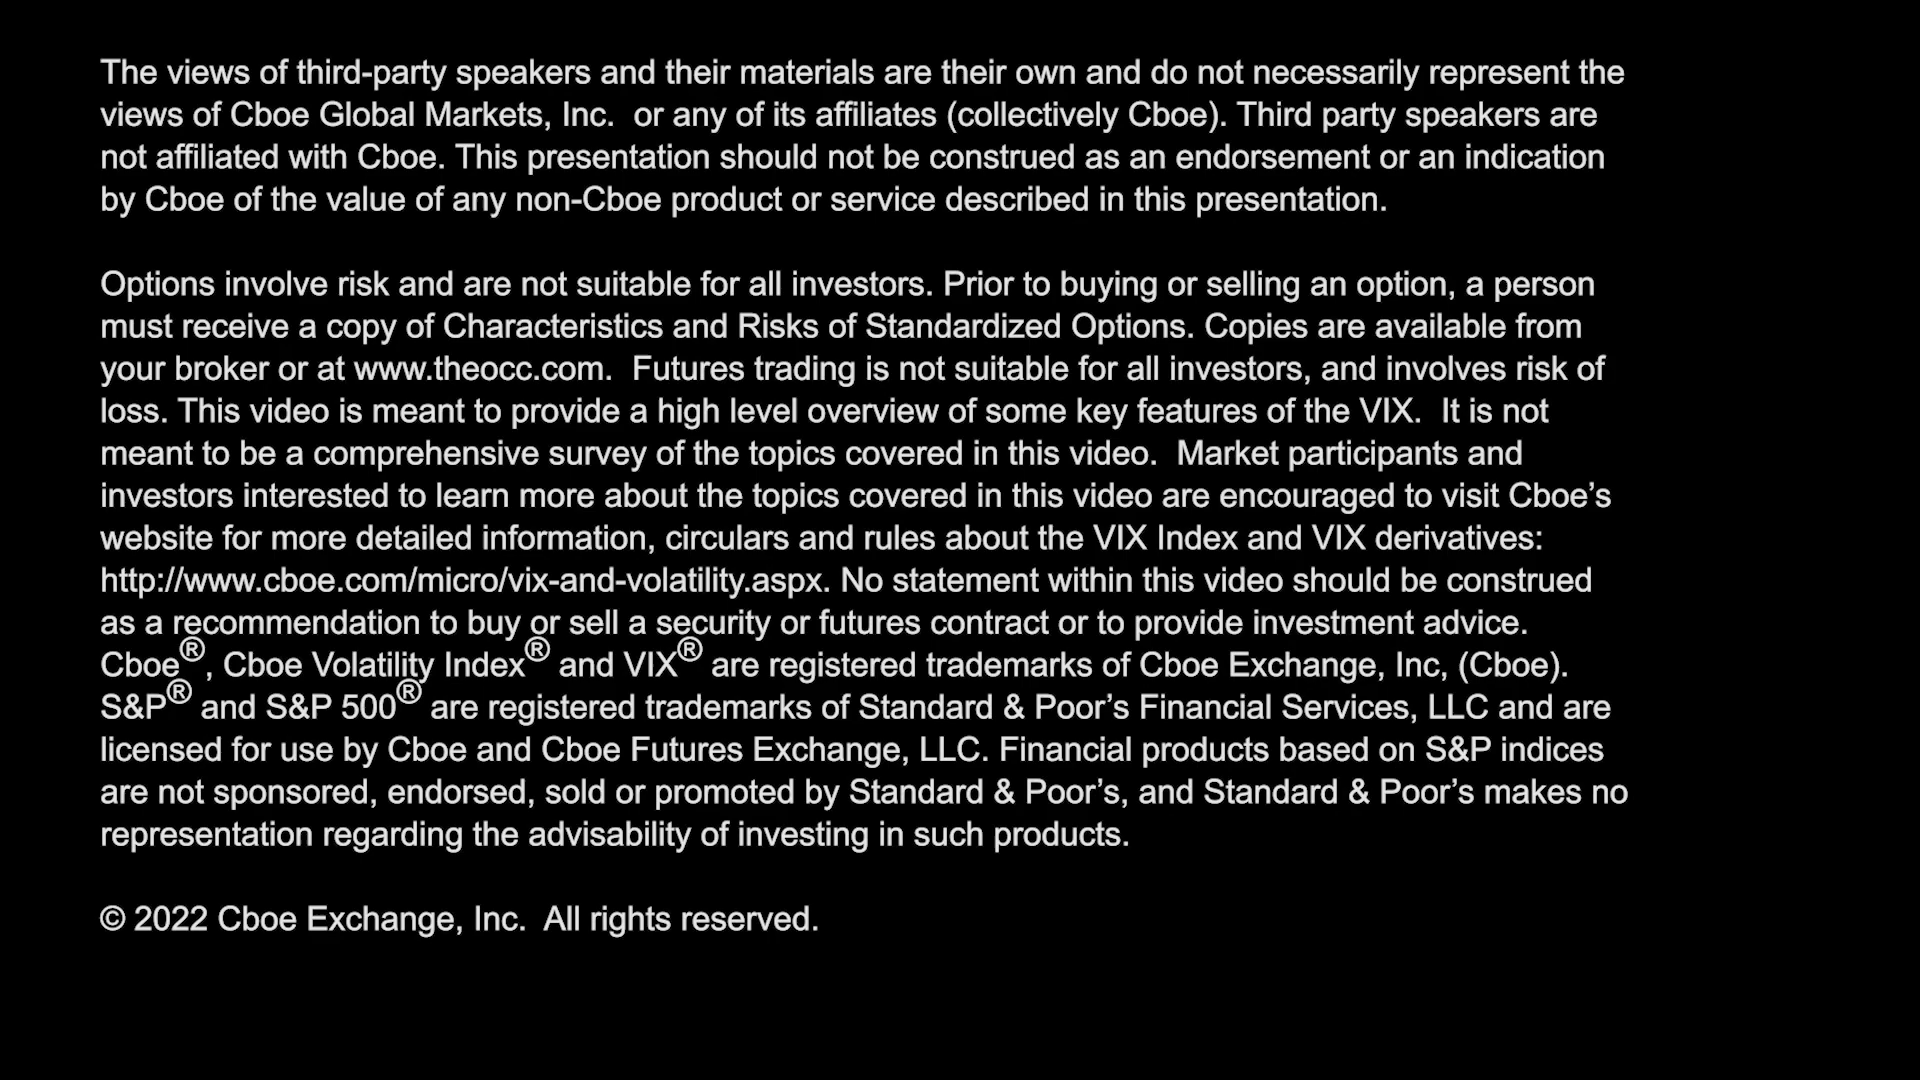 The views of third-party speakers and their materials are their own and do not necessarily represent the
views of Cboe Global Markets, Inc.  or any of its affiliates (collectively Cboe). Third party speakers are
not affiliated with Cboe. This presentation should not be construed as an endorsement or an indication
by Cboe of the value of any non-Cboe product or service described in this presentation.
Options involve risk and are not suitable for all investors. Prior to buying or selling an option, a person
must receive a copy of Characteristics and Risks of Standardized Options. Copies are available from
your broker or at www.theocc.com.  Futures trading is not suitable for all investors, and involves risk of
loss. This video is meant to provide a high level overview of some key features of the VIX.  It is not
meant to be a comprehensive survey of the topics covered in this video.  Market participants and
investors interested to learn more about the topics covered in this video are encouraged to visit Cboe’s
website for more detailed information, circulars and rules about the VIX Index and VIX derivatives:
http://www.cboe.com/micro/vix-and-volatility.aspx. No statement within this video should be construed
as a recommendation to buy or sell a security or futures contract or to provide investment advice.
Cboe®, Cboe Volatility Index® and VIX® are registered trademarks of Cboe Exchange, Inc, (Cboe).
S&P® and S&P 500® are registered trademarks of Standard & Poor’s Financial Services, LLC and are
licensed for use by Cboe and Cboe Futures Exchange, LLC. Financial products based on S&P indices
are not sponsored, endorsed, sold or promoted by Standard & Poor’s, and Standard & Poor’s makes no
representation regarding the advisability of investing in such products.
© 2022 Cboe Exchange, Inc.  All rights reserved.